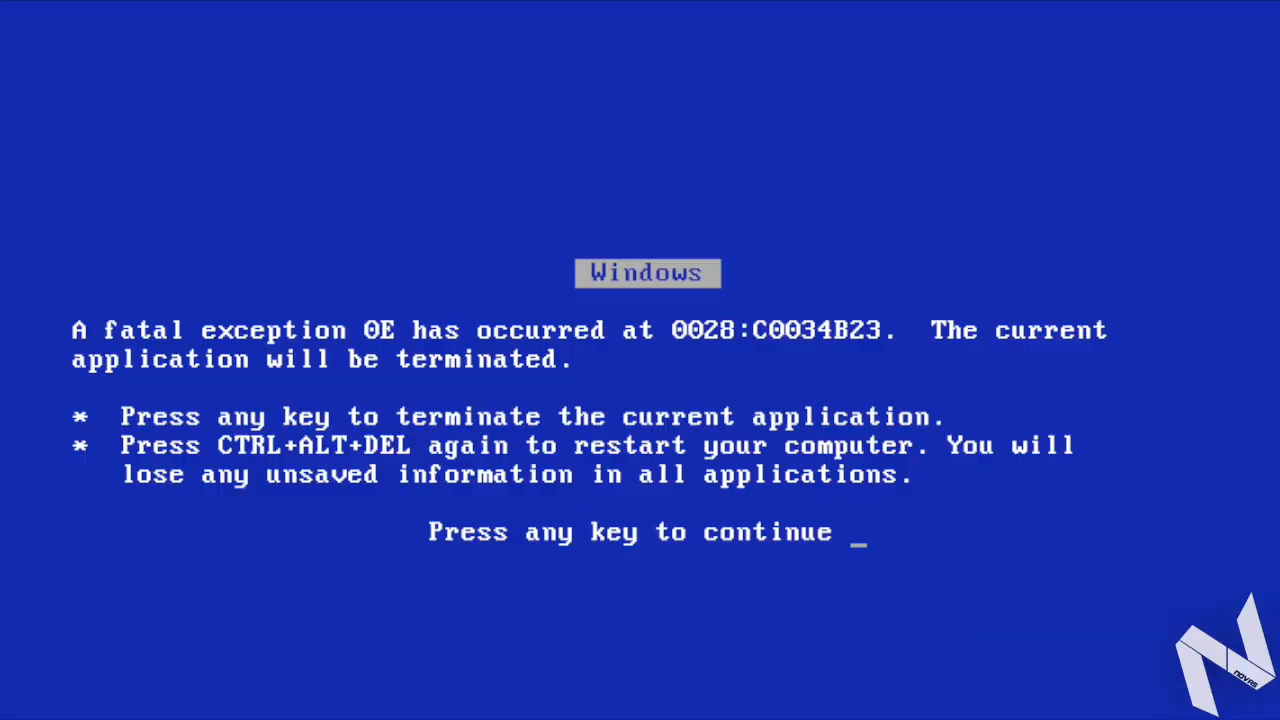 Windows
A fatal exception 0E has occurred at 0028:C0034B23. The current
application will be terminated.
* Press any key to terminate the current application.
* Press CTRL+ALT+DEL again to restart your computer. You will
lose any unsaved information in all applications.
Press any key to continue _
NOVAS